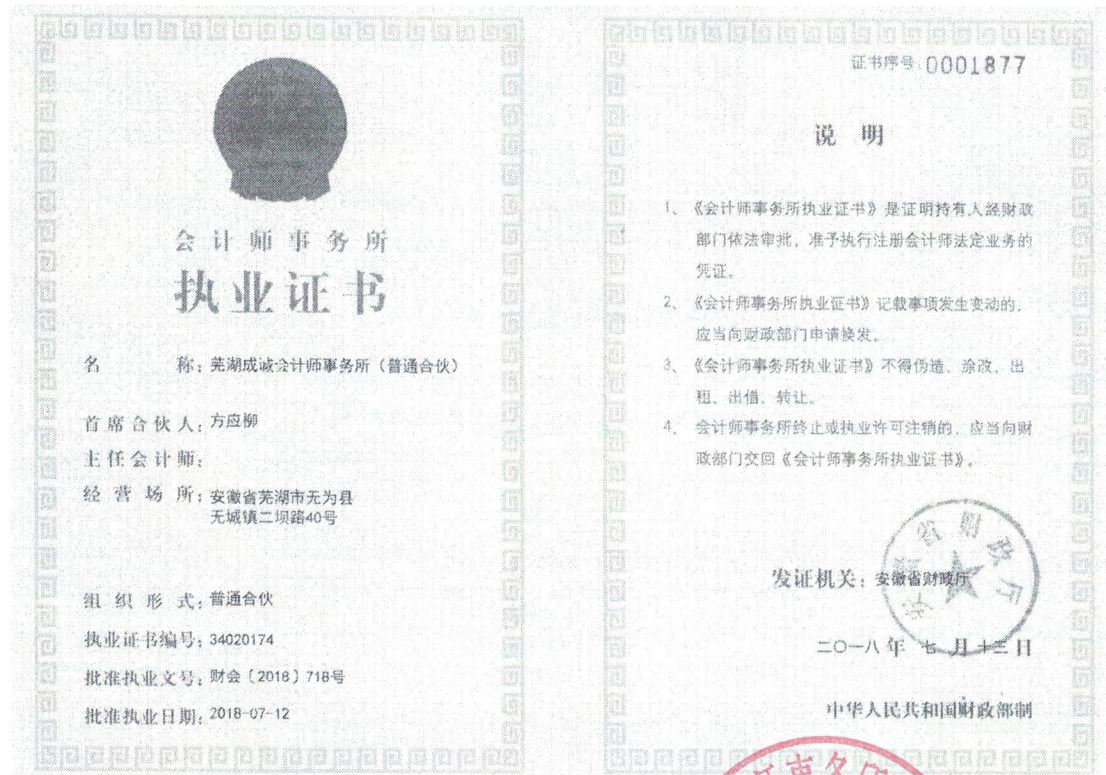 会计师事务所
执业证书
名 称：芜湖成诚会计师事务所（普通合伙）
首席合伙人：方应柳
主任会计师：
经营场所：安徽省芜湖市无为县
无城镇二坝路40号
组织形式：普通合伙
执业证书编号：34020174
批准执业文号：财会〔2018〕718号
批准执业日期：2018-07-12
证书序号：0001877
说 明
1、《会计师事务所执业证书》是证明持有人经财政
部门依法审批，准予执行注册会计师法定业务的
凭证。
2、《会计师事务所执业证书》记载事项发生变动的，
应当向财政部门申请换发。
3、《会计师事务所执业证书》不得伪造、涂改、出
租、出借、转让。
4、会计师事务所终止或执业许可注销的，应当向财
政部门交回《会计师事务所执业证书》。
安徽省财政厅
发证机关：安徽省财政厅
二〇一八年 七 月 十三 日
中华人民共和国财政部制